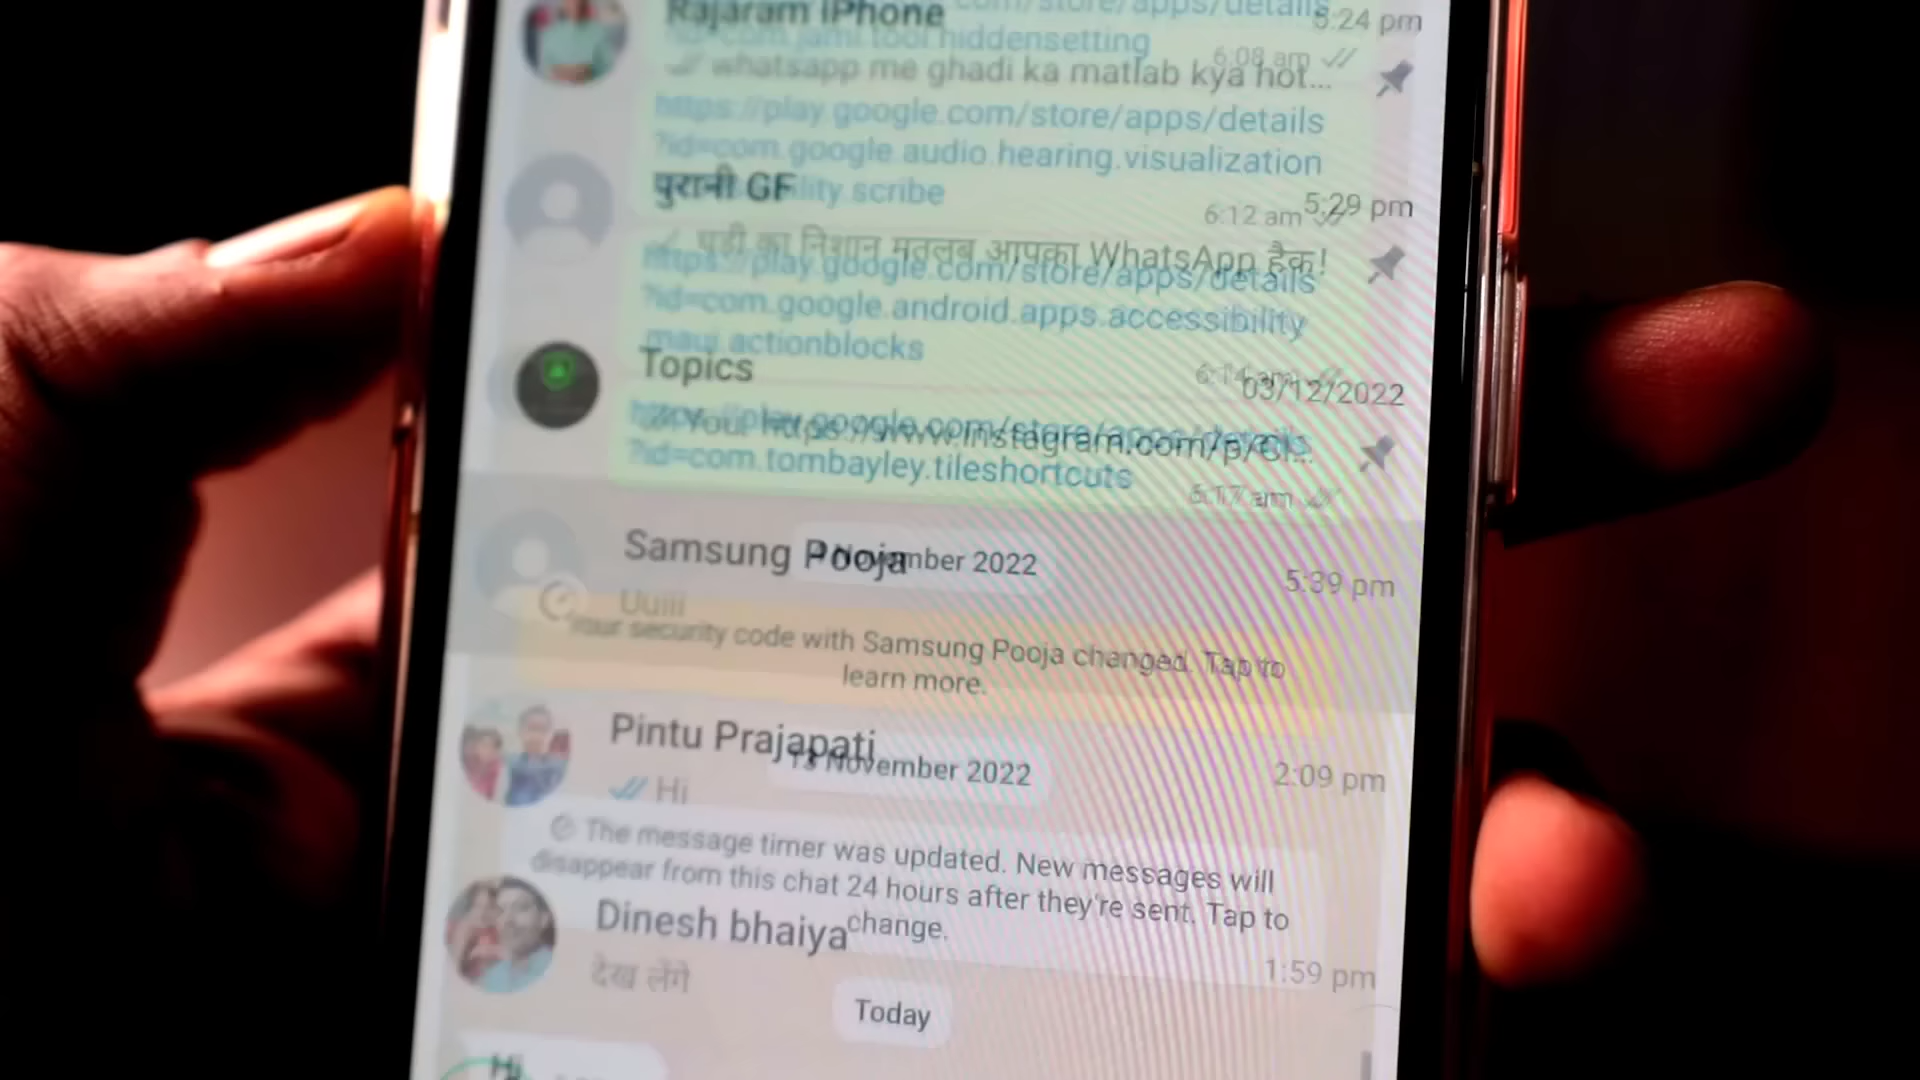 Rajaram iPhone
com/store/apps/details
5:24 pm
?id=com.jami.tool.hiddensetting
6:08 am
whatsapp me ghadi ka matlab kya hot...
https://play.google.com/store/apps/details
?id=com.google.audio.hearing.visualization
पुरानी GF
ility.scribe
6:12 am
5:29 pm
घड़ी का निशान मतलब आपका WhatsApp हैक!
https://play.google.com/store/apps/details
?id=com.google.android.apps.accessibility
maui.actionblocks
Topics
6:14 am
03/12/2022
https://play.google.com/store/apps/details
You: https://www.instagram.com/p/Cl...
?id=com.tombayley.tileshortcuts
6:17 am
Samsung Pooja
November 2022
5:39 pm
Uuiii
Your security code with Samsung Pooja changed. Tap to
learn more.
Pintu Prajapati
13 November 2022
2:09 pm
Hi
The message timer was updated. New messages will
disappear from this chat 24 hours after they're sent. Tap to
change.
Dinesh bhaiya
1:59 pm
देख लेंगे
Today
Hi